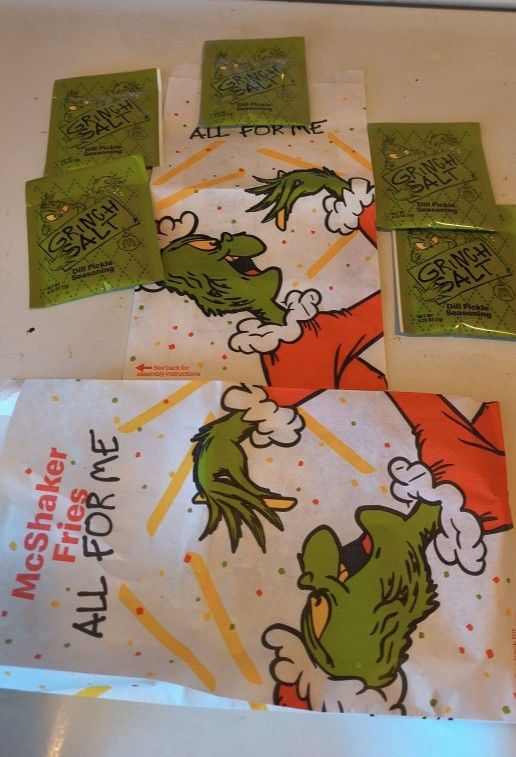 GRINCH
SALT
Dill Pickle
Seasoning
GRINCH
SALT
Dill Pickle
Seasoning
GRINCH
SALT
Dill Pickle
Seasoning
GRINCH
SALT
Dill Pickle
Seasoning
GRINCH
SALT
Dill Pickle
Seasoning
ALL FOR ME
See back for
assembly instructions
McShaker
Fries
ALL FOR ME